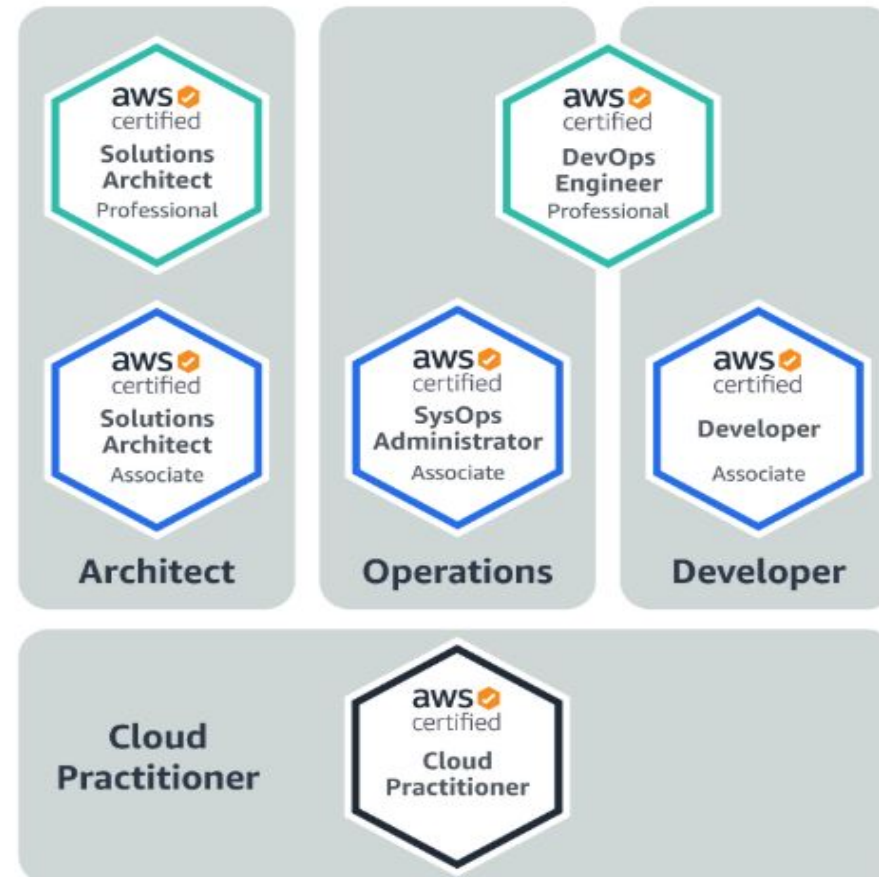 aws
certified
Solutions
Architect
Professional
aws
certified
DevOps
Engineer
Professional
aws
certified
Solutions
Architect
Associate
aws
certified
SysOps
Administrator
Associate
aws
certified
Developer
Associate
Architect
Operations
Developer
Cloud
Practitioner
aws
certified
Cloud
Practitioner